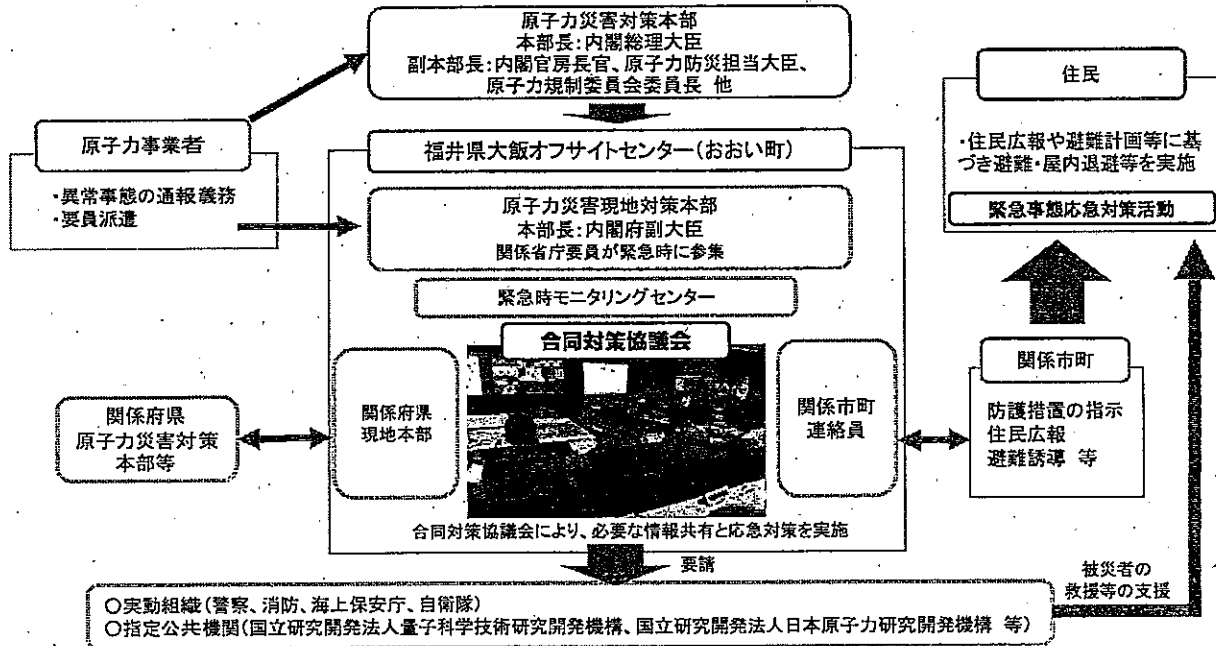 原子力災害対策本部
本部長:内閣総理大臣
副本部長:内閣官房長官、原子力防災担当大臣、
原子力規制委員会委員長 他
原子力事業者
・異常事態の通報義務
・要員派遣
福井県大飯オフサイトセンター(おおい町)
原子力災害現地対策本部
本部長:内閣府副大臣
関係省庁要員が緊急時に参集
緊急時モニタリングセンター
合同対策協議会
関係府県
現地本部
関係市町
連絡員
合同対策協議会により、必要な情報共有と応急対策を実施
関係府県
原子力災害対策
本部等
住民
・住民広報や避難計画等に基
づき避難・屋内退避等を実施
緊急事態応急対策活動
関係市町
防護措置の指示
住民広報
避難誘導 等
要請
被災者の
救援等の支援
○実動組織(警察、消防、海上保安庁、自衛隊)
○指定公共機関(国立研究開発法人量子科学技術研究開発機構、国立研究開発法人日本原子力研究開発機構 等)